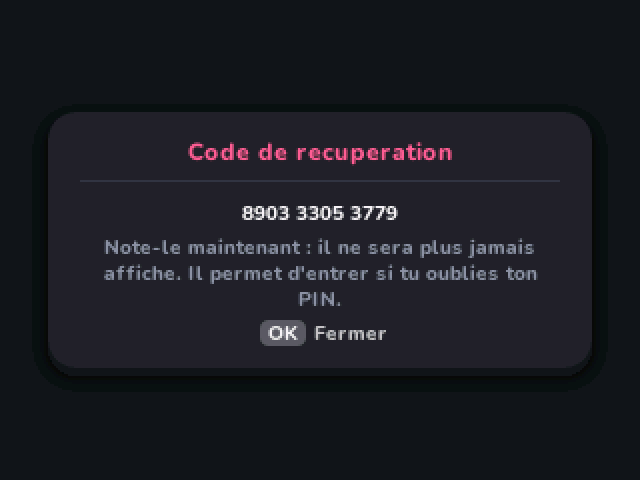 Code de recuperation
8903 3305 3779
Note-le maintenant : il ne sera plus jamais
affiche. Il permet d'entrer si tu oublies ton
PIN.
OK Fermer